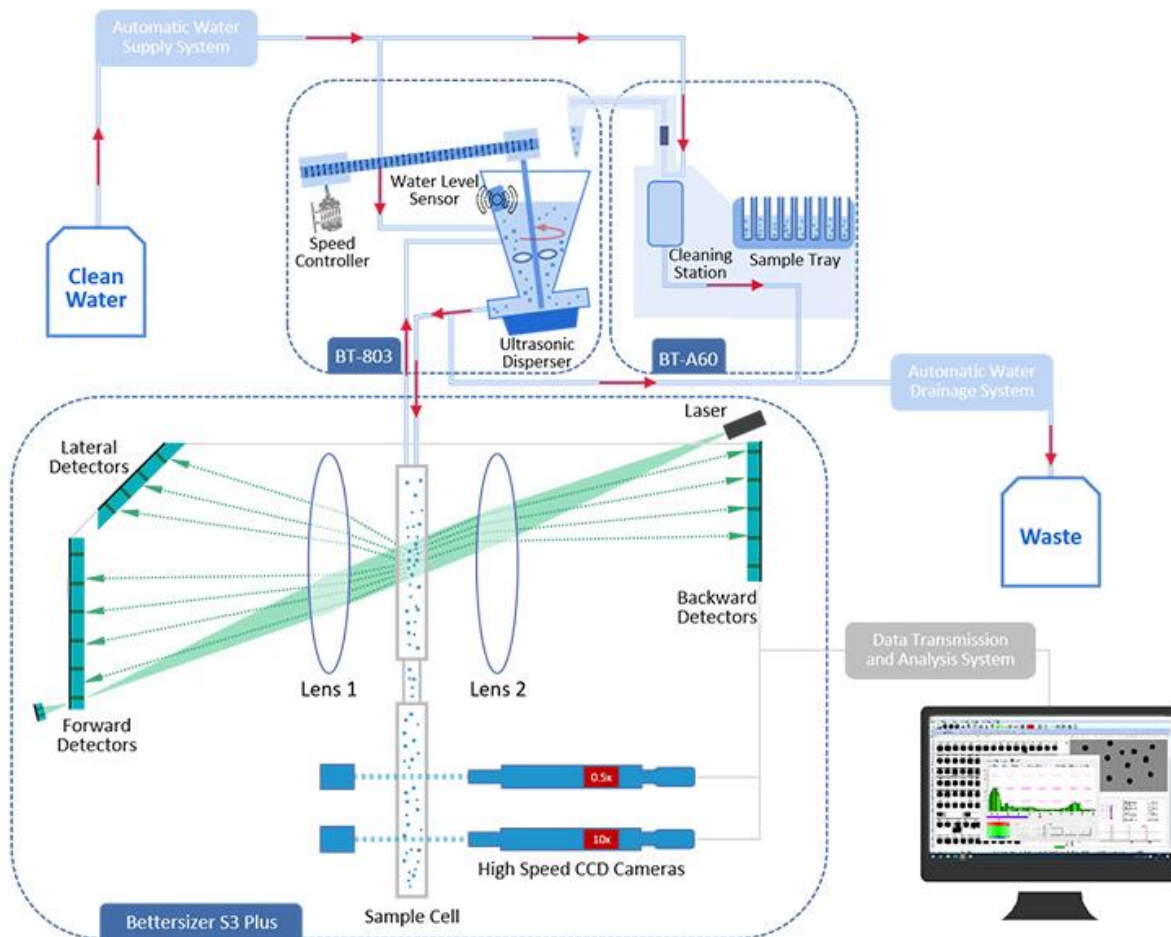 Automatic Water
Supply System
Clean
Water
Water Level
Sensor
Speed
Controller
Ultrasonic
Disperser
BT-803
Cleaning
Station
Sample Tray
BT-A60
Automatic Water
Drainage System
Waste
Laser
Lateral
Detectors
Backward
Detectors
Lens 1
Lens 2
Forward
Detectors
Data Transmission
and Analysis System
0.5x
10x
High Speed CCD Cameras
Sample Cell
Bettersizer S3 Plus